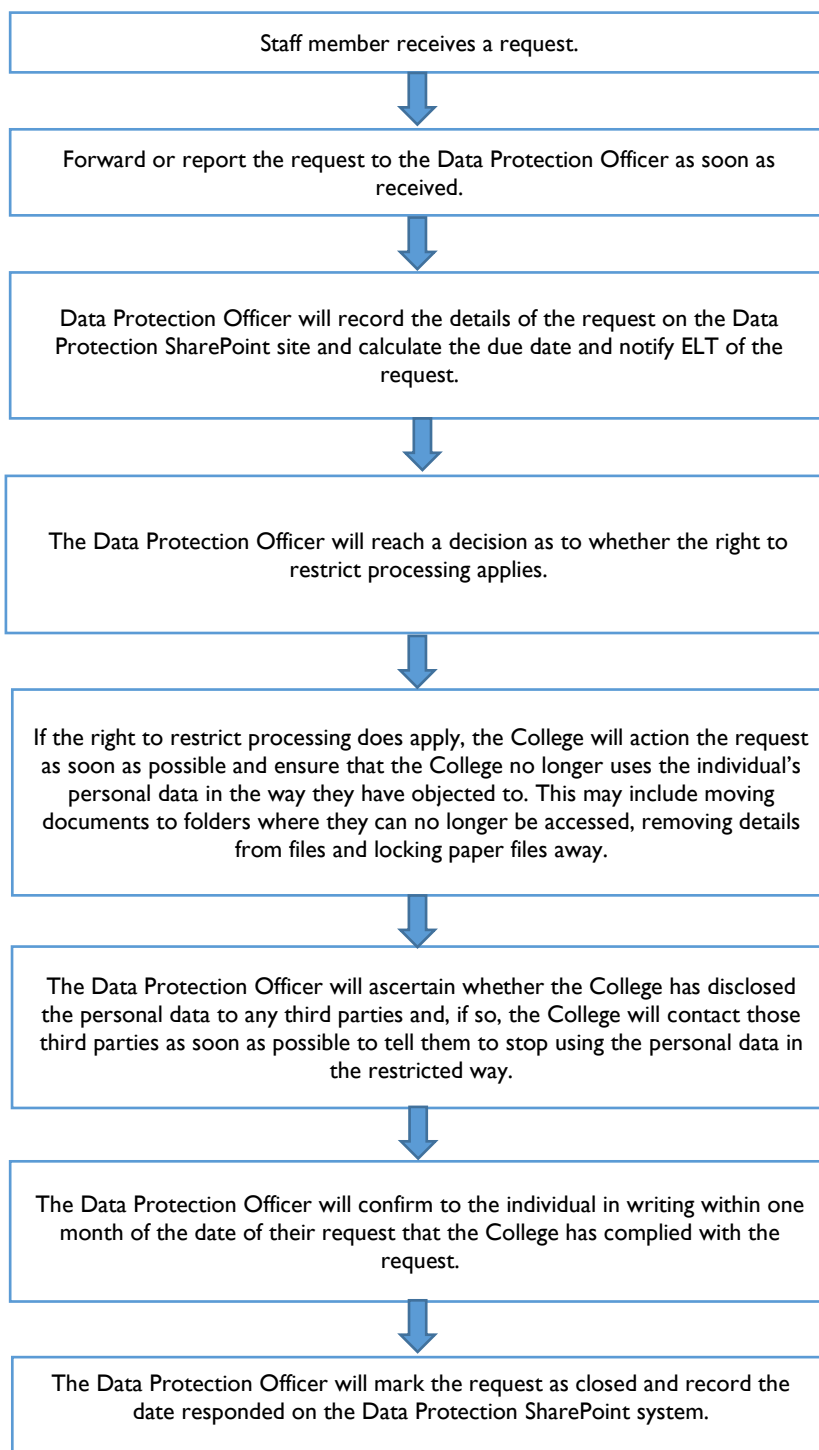 Staff member receives a request.
Forward or report the request to the Data Protection Officer as soon as
received.
Data Protection Officer will record the details of the request on the Data
Protection SharePoint site and calculate the due date and notify ELT of the
request.
The Data Protection Officer will reach a decision as to whether the right to
restrict processing applies.
If the right to restrict processing does apply, the College will action the request
as soon as possible and ensure that the College no longer uses the individual’s
personal data in the way they have objected to. This may include moving
documents to folders where they can no longer be accessed, removing details
from files and locking paper files away.
The Data Protection Officer will ascertain whether the College has disclosed
the personal data to any third parties and, if so, the College will contact those
third parties as soon as possible to tell them to stop using the personal data in
the restricted way.
The Data Protection Officer will confirm to the individual in writing within one
month of the date of their request that the College has complied with the
request.
The Data Protection Officer will mark the request as closed and record the
date responded on the Data Protection SharePoint system.